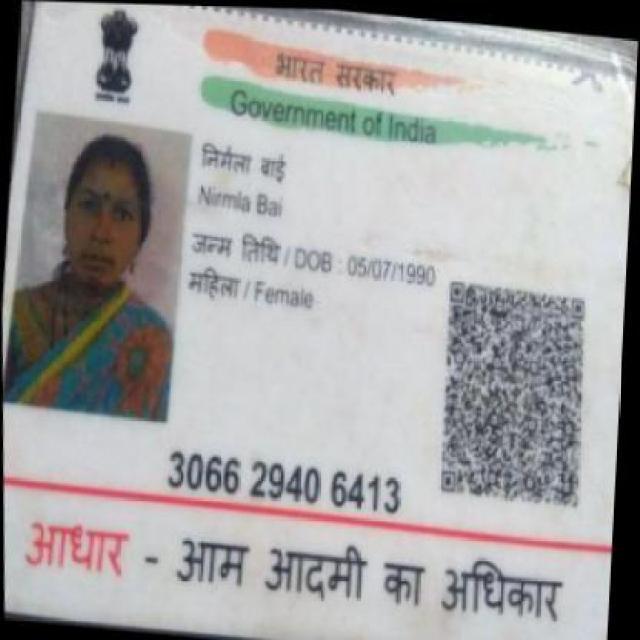 भारत सरकार
Government of India
निर्मला बाई
Nirmla Bai
जन्म तिथि / DOB : 05/07/1990
महिला / Female
3066 2940 6413
आधार - आम आदमी का अधिकार